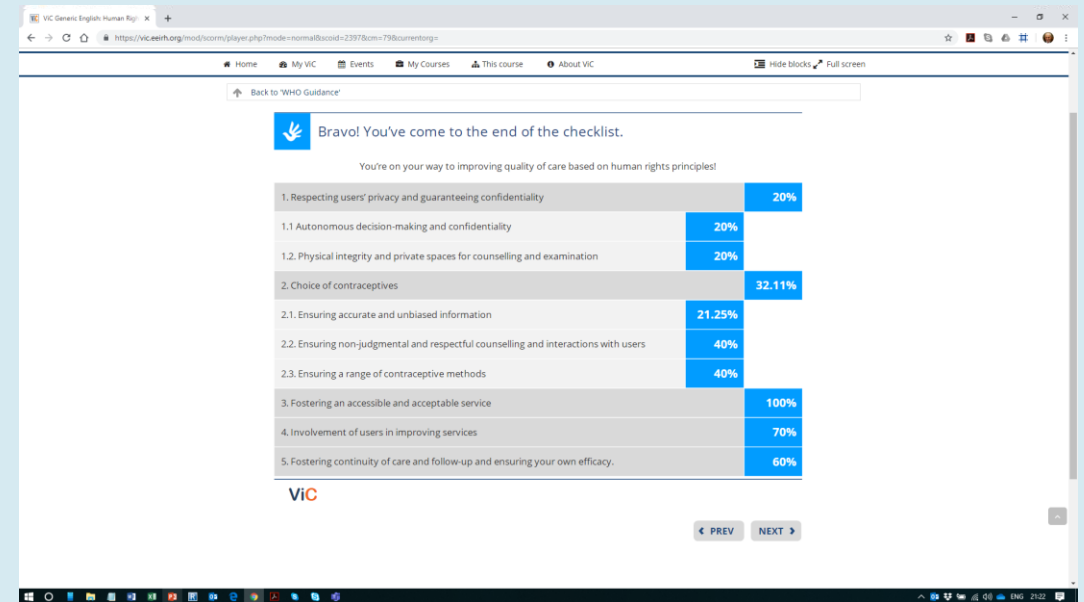 ViC Generic English: Human Righ
https://vic.eeirh.org/mod/scorm/player.php?mode=normal&scoid=239&cm=79&currentorg=
Home My ViC Events My Courses This course About ViC Hide blocks Full screen
Back to 'WHO Guidance'
Bravo! You've come to the end of the checklist.
You're on your way to improving quality of care based on human rights principles!
1. Respecting users' privacy and guaranteeing confidentiality 20%
1.1 Autonomous decision-making and confidentiality 20%
1.2. Physical integrity and private spaces for counselling and examination 20%
2. Choice of contraceptives 32.11%
2.1. Ensuring accurate and unbiased information 21.25%
2.2. Ensuring non-judgmental and respectful counselling and interactions with users 40%
2.3. Ensuring a range of contraceptive methods 40%
3. Fostering an accessible and acceptable service 100%
4. Involvement of users in improving services 70%
5. Fostering continuity of care and follow-up and ensuring your own efficacy. 60%
ViC
PREV NEXT
ENG 21:22